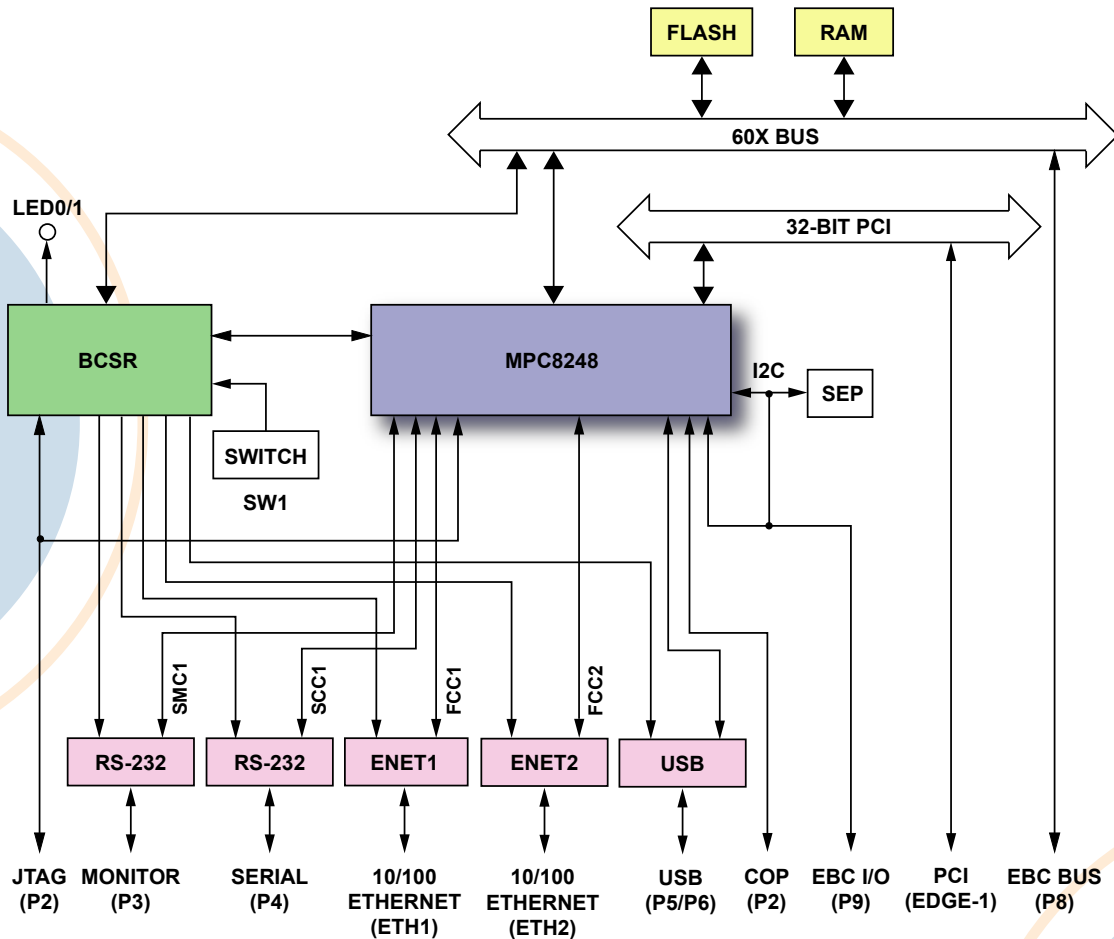 FLASH
RAM
60X BUS
LED0/1
32-BIT PCI
BCSR
MPC8248
I2C
SEP
SWITCH
SW1
SMC1
SCC1
FCC1
FCC2
RS-232
RS-232
ENET1
ENET2
USB
JTAG
(P2)
MONITOR
(P3)
SERIAL
(P4)
10/100
ETHERNET
(ETH1)
10/100
ETHERNET
(ETH2)
USB
(P5/P6)
COP
(P2)
EBC I/O
(P9)
PCI
(EDGE-1)
EBC BUS
(P8)